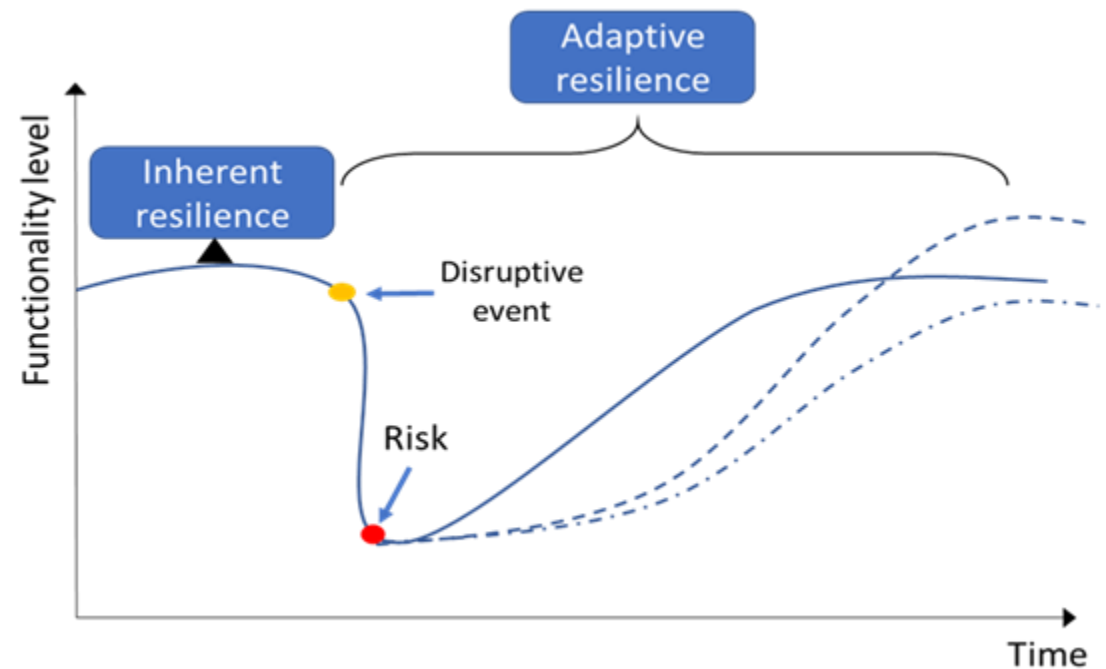 Adaptive
resilience
Functionality level
Inherent
resilience
Disruptive
event
Risk
Time